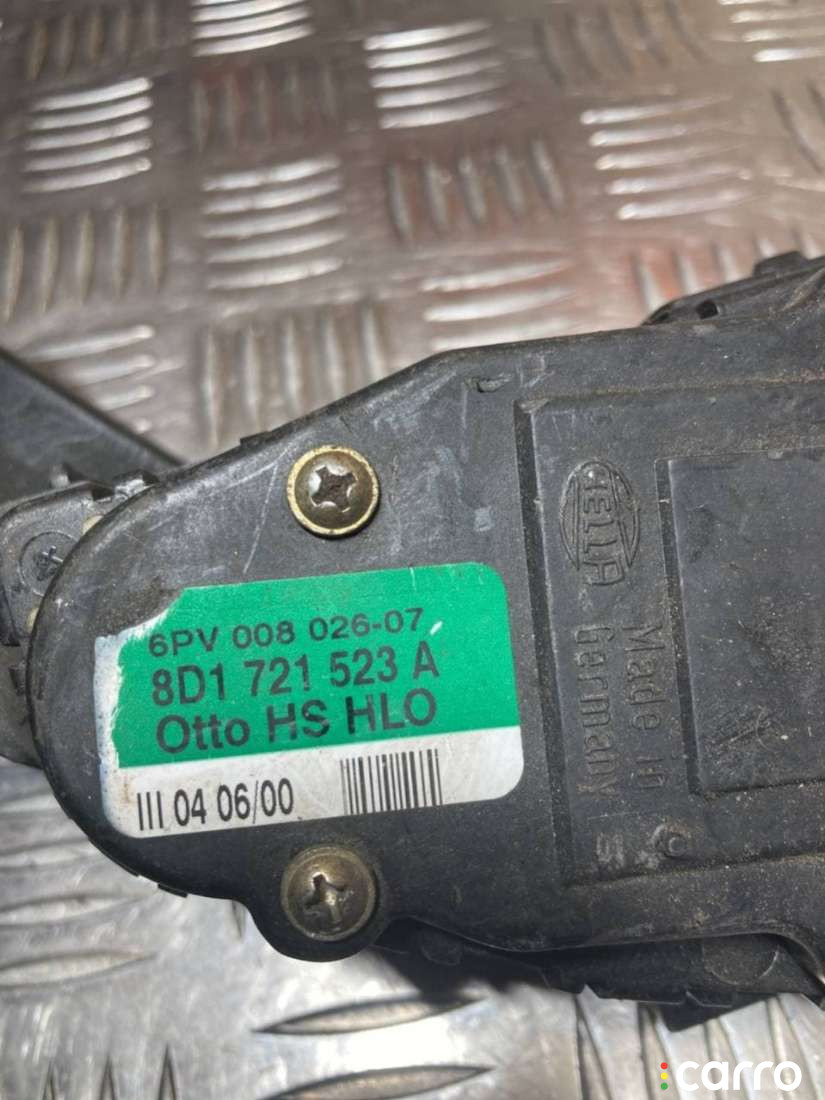 6PV 008 026-07
8D1 721 523 A
Otto HS HLO
III 04 06/00
HELLA
Made in
Germany
carro